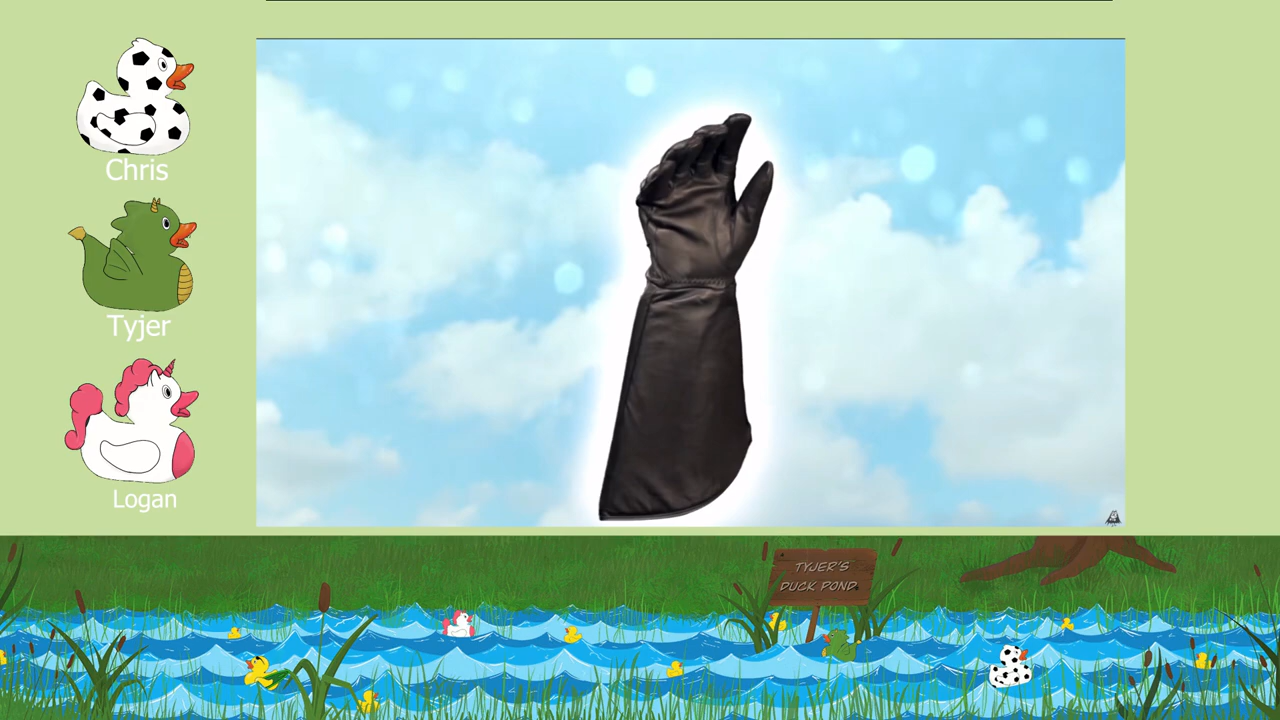 Chris
Tyjer
Logan
TYJER'S
DUCK POND